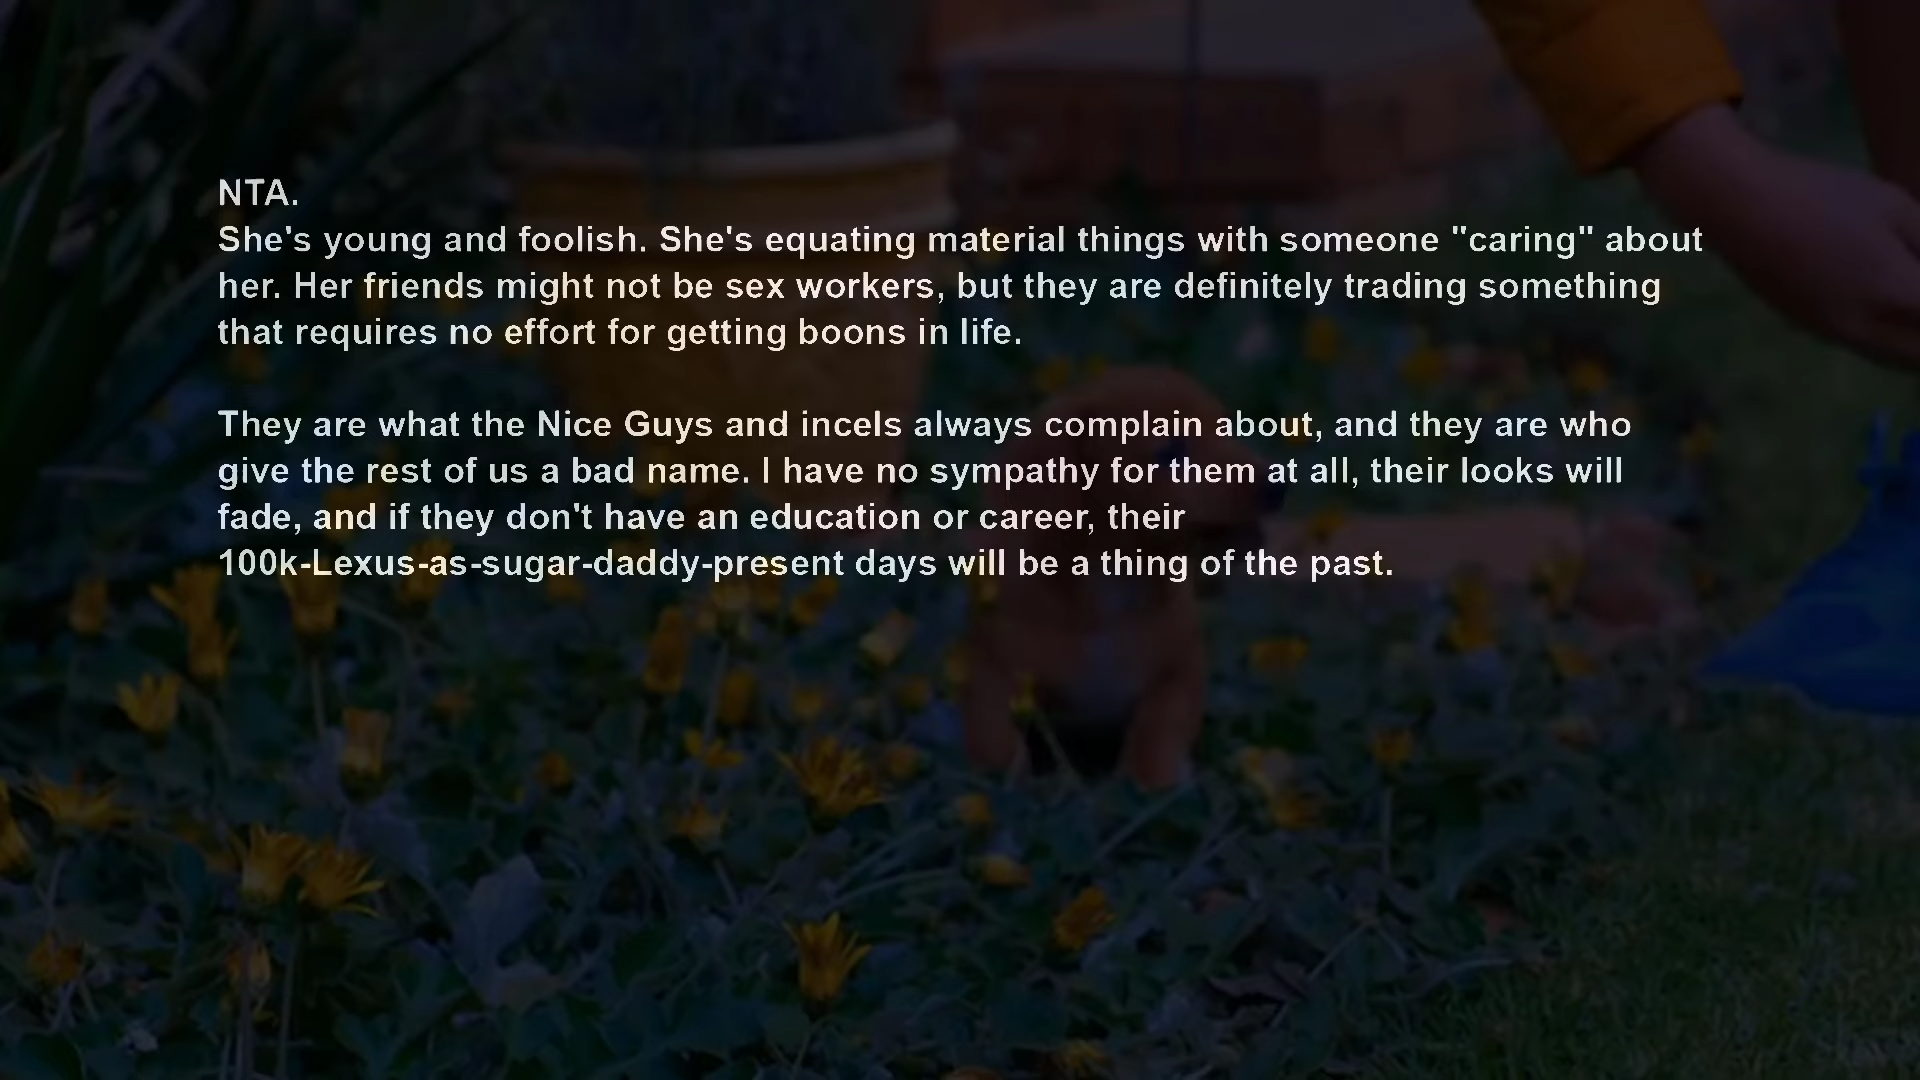 NTA.
She's young and foolish. She's equating material things with someone "caring" about
her. Her friends might not be sex workers, but they are definitely trading something
that requires no effort for getting boons in life.
They are what the Nice Guys and incels always complain about, and they are who
give the rest of us a bad name. I have no sympathy for them at all, their looks will
fade, and if they don't have an education or career, their
100k-Lexus-as-sugar-daddy-present days will be a thing of the past.